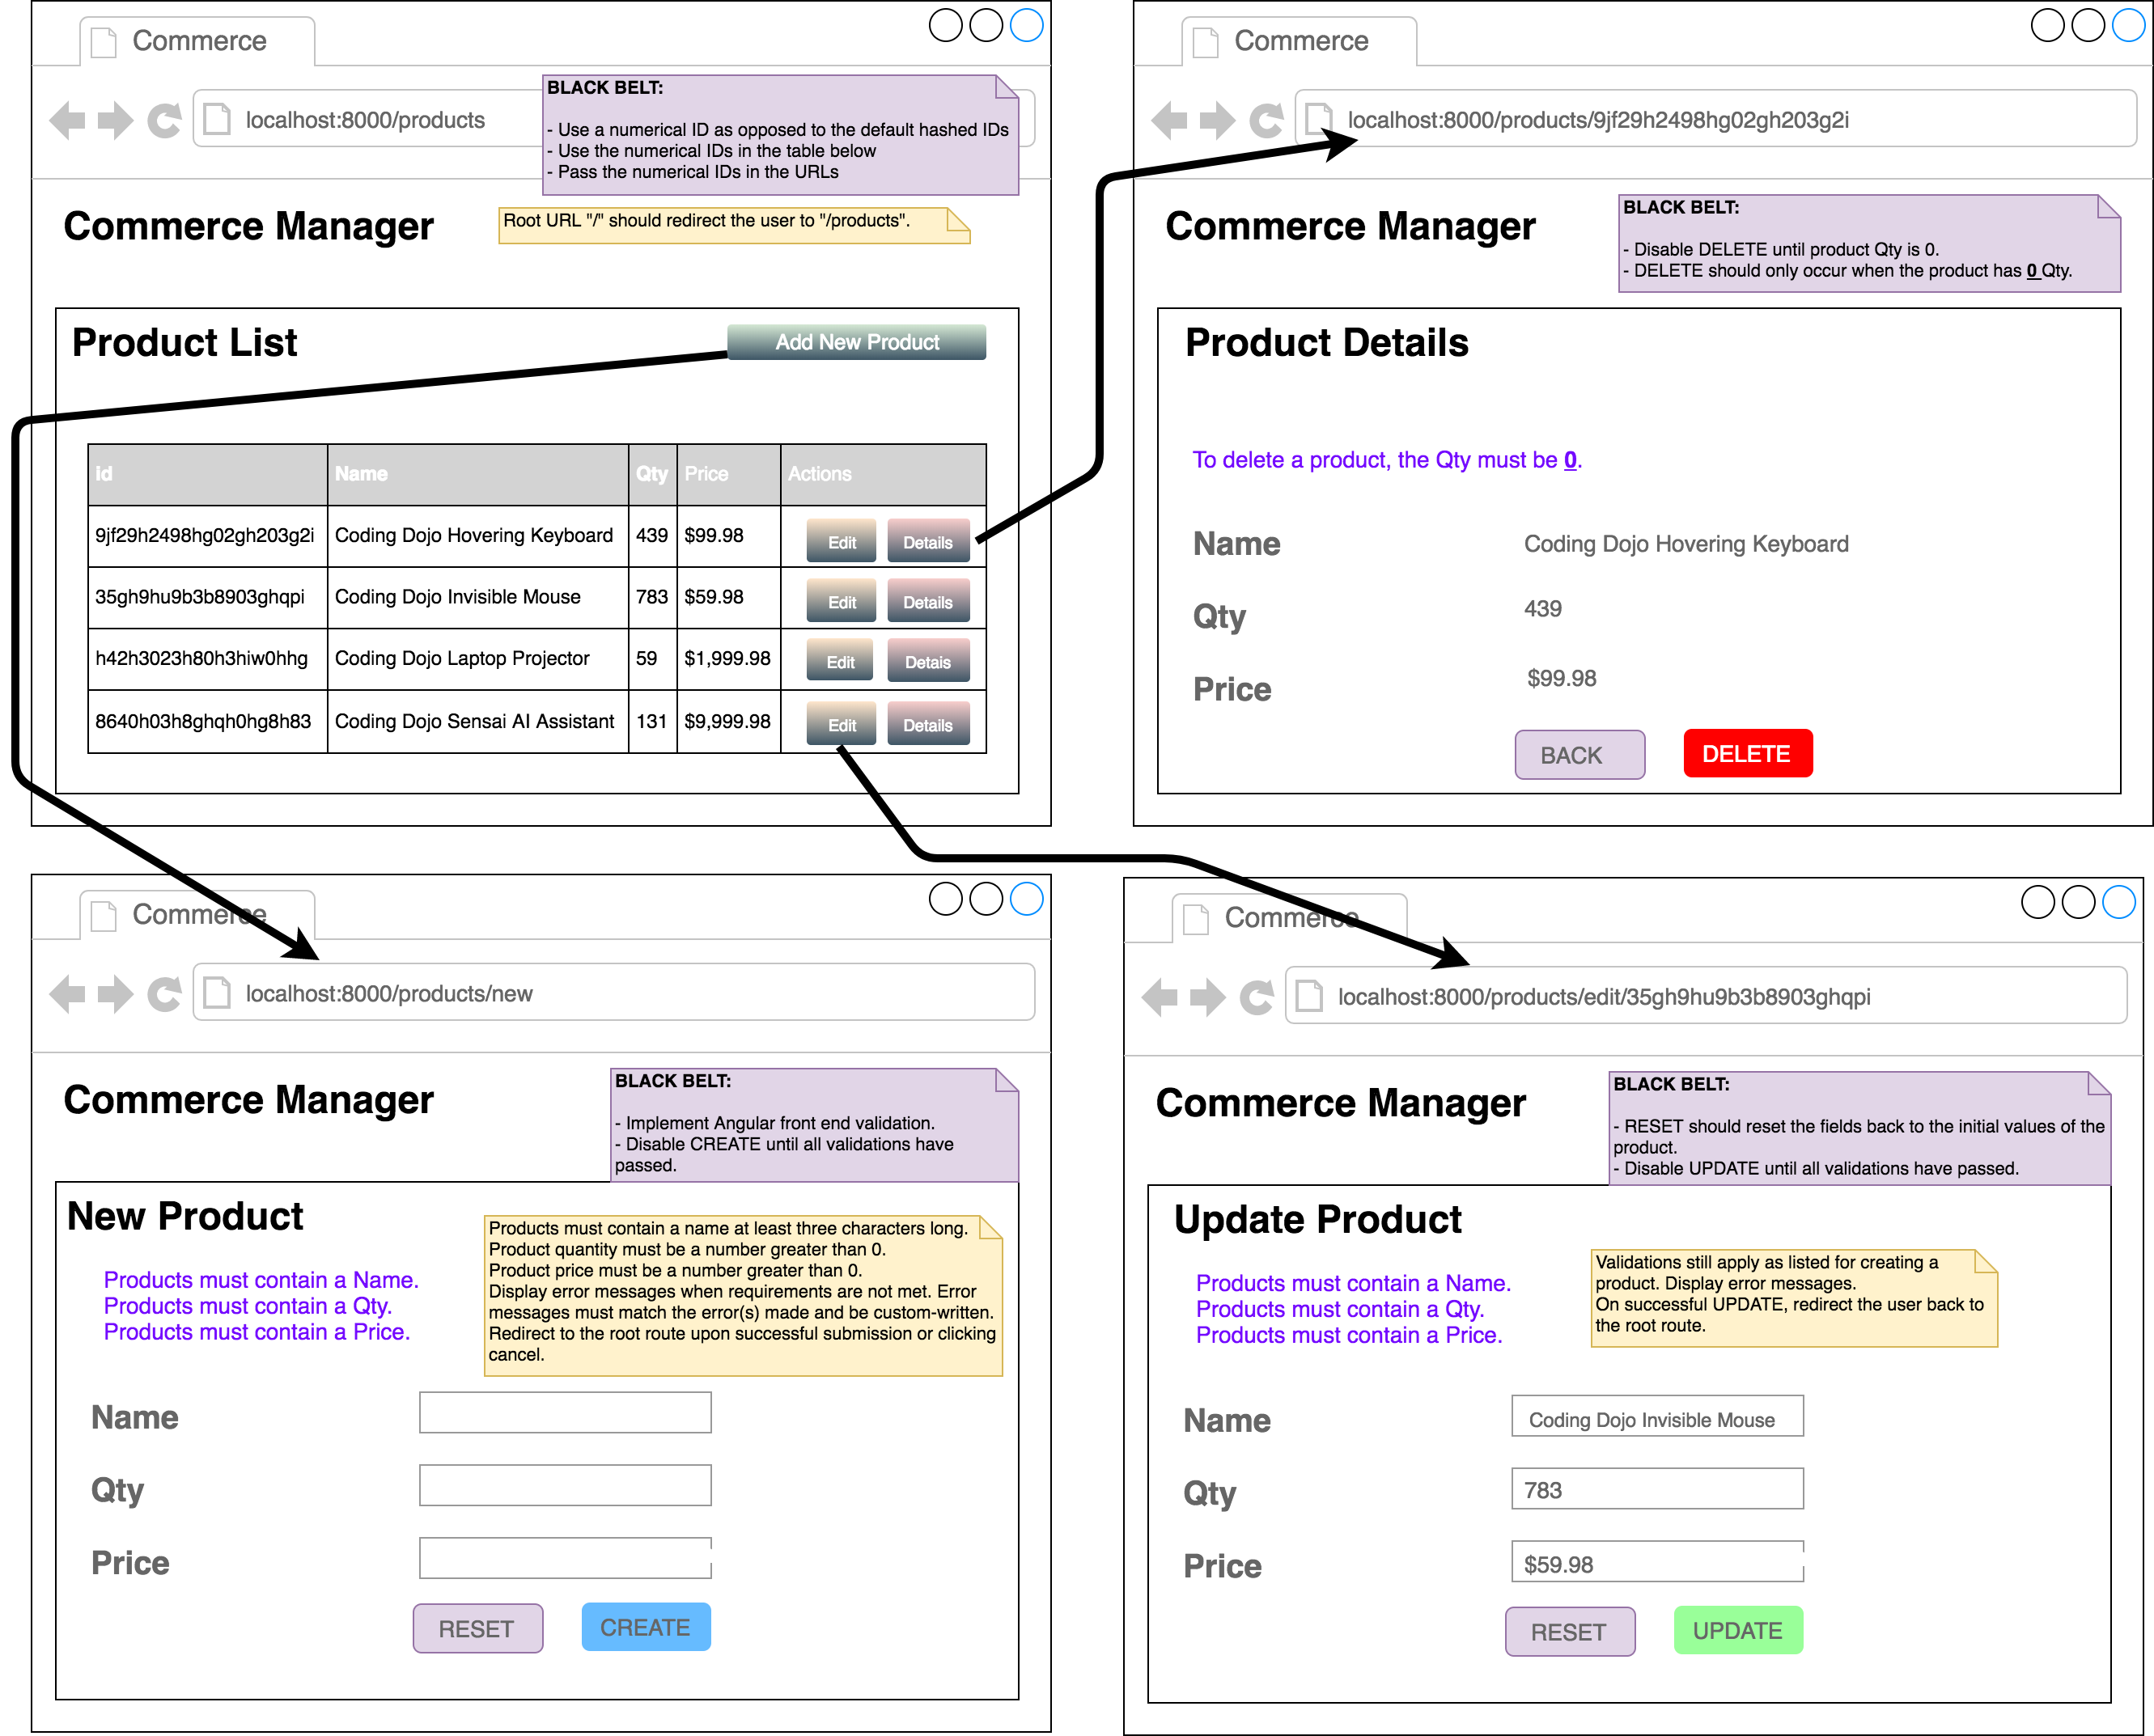 Commerce
localhost:8000/products
BLACK BELT:
- Use a numerical ID as opposed to the default hashed IDs
- Use the numerical IDs in the table below
- Pass the numerical IDs in the URLs
Commerce Manager
Root URL "/" should redirect the user to "/products".
Product List
Add New Product
id Name Qty Price Actions
9jf29h2498hg02gh203g2i Coding Dojo Hovering Keyboard 439 $99.98 Edit Details
35gh9hu9b3b8903ghqpi Coding Dojo Invisible Mouse 783 $59.98 Edit Details
h42h3023h80h3hiw0hhg Coding Dojo Laptop Projector 59 $1,999.98 Edit Detais
8640h03h8ghqh0hg8h83 Coding Dojo Sensai AI Assistant 131 $9,999.98 Edit Details
Commerce
localhost:8000/products/9jf29h2498hg02gh203g2i
Commerce Manager
BLACK BELT:
- Disable DELETE until product Qty is 0.
- DELETE should only occur when the product has 0 Qty.
Product Details
To delete a product, the Qty must be 0.
Name Coding Dojo Hovering Keyboard
Qty 439
Price $99.98
BACK DELETE
Commerce
localhost:8000/products/new
Commerce Manager
BLACK BELT:
- Implement Angular front end validation.
- Disable CREATE until all validations have
passed.
New Product
Products must contain a Name.
Products must contain a Qty.
Products must contain a Price.
Products must contain a name at least three characters long.
Product quantity must be a number greater than 0.
Product price must be a number greater than 0.
Display error messages when requirements are not met. Error
messages must match the error(s) made and be custom-written.
Redirect to the root route upon successful submission or clicking
cancel.
Name
Qty
Price
RESET CREATE
Commerce
localhost:8000/products/edit/35gh9hu9b3b8903ghqpi
Commerce Manager
BLACK BELT:
- RESET should reset the fields back to the initial values of the
product.
- Disable UPDATE until all validations have passed.
Update Product
Products must contain a Name.
Products must contain a Qty.
Products must contain a Price.
Validations still apply as listed for creating a
product. Display error messages.
On successful UPDATE, redirect the user back to
the root route.
Name Coding Dojo Invisible Mouse
Qty 783
Price $59.98
RESET UPDATE